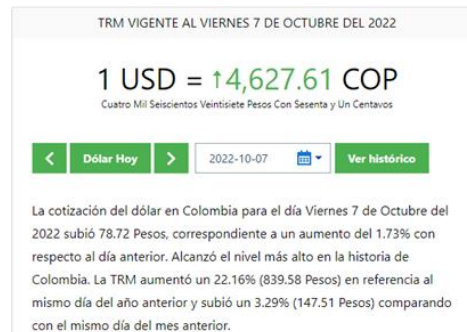 TRM VIGENTE AL VIERNES 7 DE OCTUBRE DEL 2022
1 USD = ↑4,627.61 COP
Cuatro Mil Seiscientos Veintisiete Pesos Con Sesenta y Un Centavos
Dólar Hoy
2022-10-07
Ver histórico
La cotización del dólar en Colombia para el día Viernes 7 de Octubre del
2022 subió 78.72 Pesos, correspondiente a un aumento del 1.73% con
respecto al día anterior. Alcanzó el nivel más alto en la historia de
Colombia. La TRM aumentó un 22.16% (839.58 Pesos) en referencia al
mismo día del año anterior y subió un 3.29% (147.51 Pesos) comparando
con el mismo día del mes anterior.